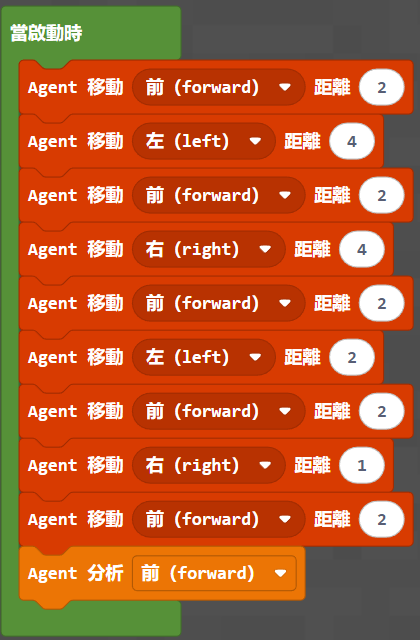 當啟動時
Agent 移動 前 (forward) 距離 2
Agent 移動 左 (left) 距離 4
Agent 移動 前 (forward) 距離 2
Agent 移動 右 (right) 距離 4
Agent 移動 前 (forward) 距離 2
Agent 移動 左 (left) 距離 2
Agent 移動 前 (forward) 距離 2
Agent 移動 右 (right) 距離 1
Agent 移動 前 (forward) 距離 2
Agent 分析 前 (forward)